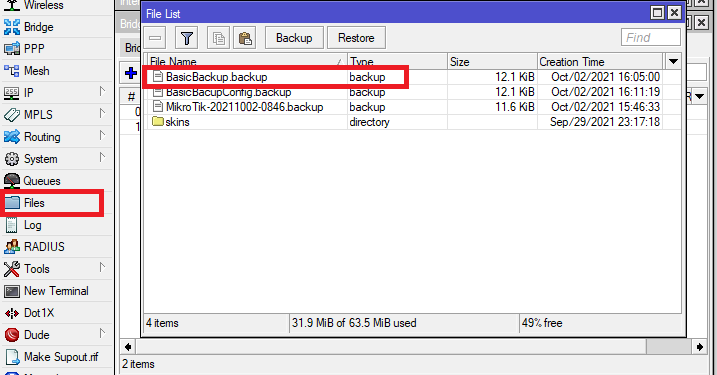 Wireless
Bridge
PPP
Mesh
IP
MPLS
Routing
System
Queues
Files
Log
RADIUS
Tools
New Terminal
Dot1X
Dude
Make Supout.rif
File List
Backup
Restore
Find
File Name Type Size Creation Time
BasicBackup.backup backup 12.1 KiB Oct/02/2021 16:05:00
BasicBacupConfig.backup backup 12.1 KiB Oct/02/2021 16:11:19
MikroTik-20211002-0846.backup backup 11.6 KiB Oct/02/2021 15:46:33
skins directory Sep/29/2021 23:17:18
4 items 31.9 MiB of 63.5 MiB used 49% free
#
2 items